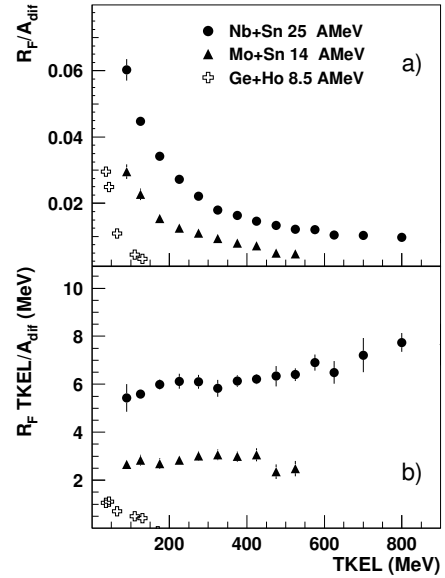 R_F/A_dif
Nb+Sn 25 AMeV
Mo+Sn 14 AMeV
Ge+Ho 8.5 AMeV
a)
0.06
0.04
0.02
R_F TKEL/A_dif (MeV)
10
8
6
4
2
b)
200 400 600 800
TKEL (MeV)